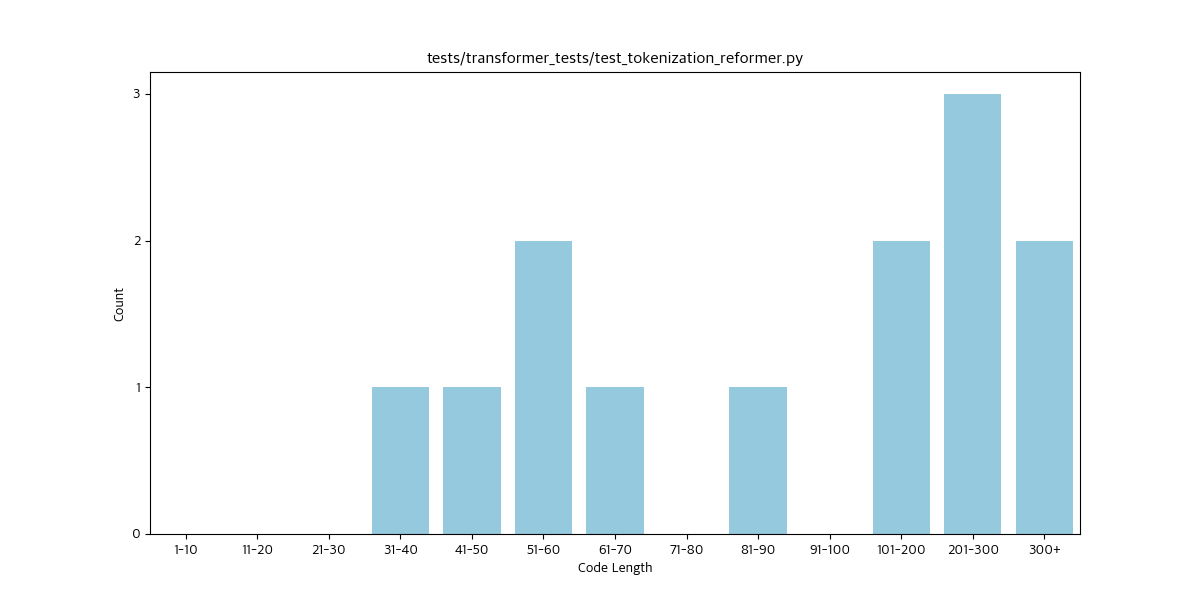 tests/transformer_tests/test_tokenization_reformer.py
3
2
1
0
Count
1-10 11-20 21-30 31-40 41-50 51-60 61-70 71-80 81-90 91-100 101-200 201-300 300+
Code Length